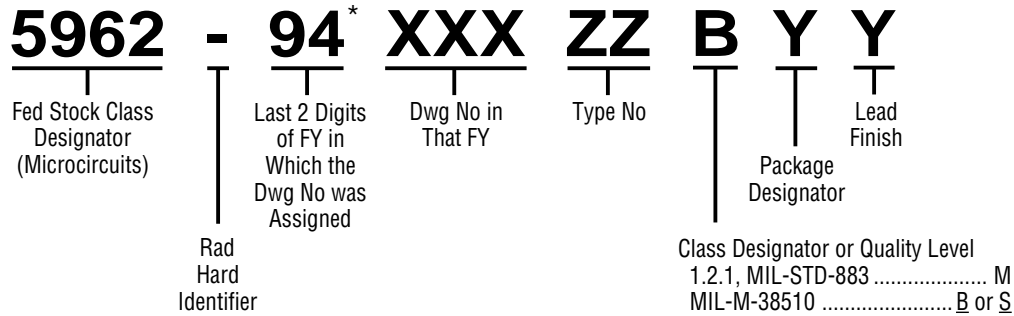 5962 - 94* XXX ZZ B Y Y
Fed Stock Class
Designator
(Microcircuits)
Rad
Hard
Identifier
Last 2 Digits
of FY in
Which the
Dwg No was
Assigned
Dwg No in
That FY
Type No
Class Designator or Quality Level
1.2.1, MIL-STD-883 ................... M
MIL-M-38510 ...................... B or S
Package
Designator
Lead
Finish